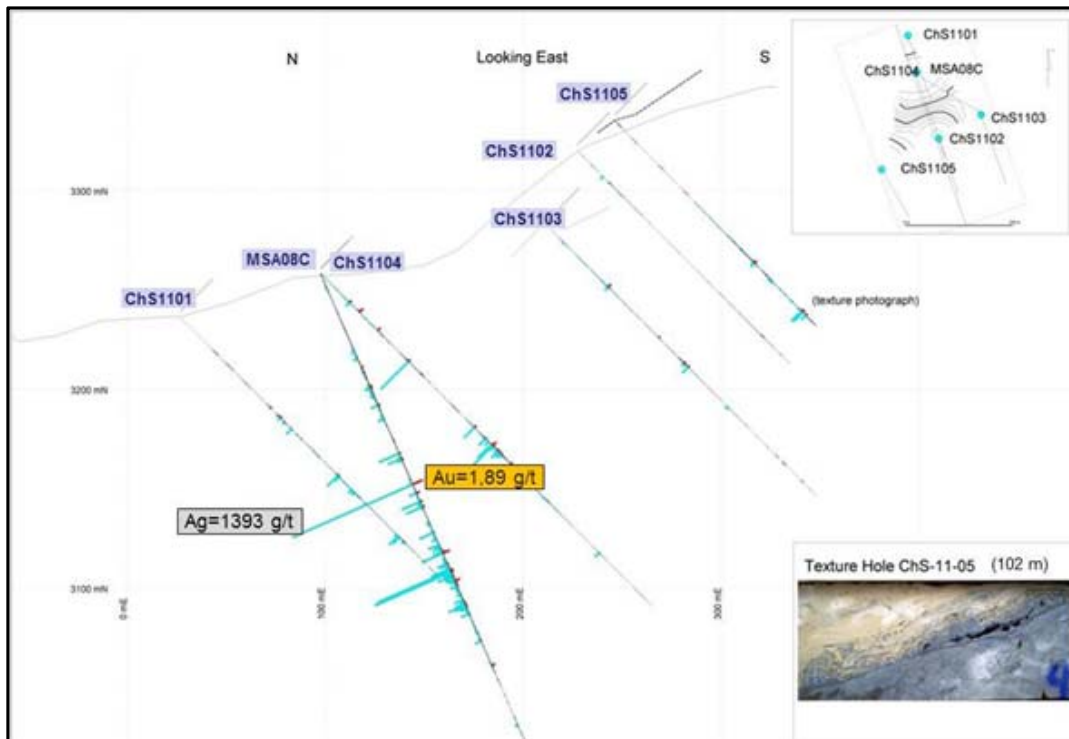 N
Looking East
S
ChS1105
ChS1102
ChS1103
MSA08C
ChS1104
ChS1101
3300 mN
3200 mN
3100 mN
0 mE
100 mE
200 mE
300 mE
Au=1,89 g/t
Ag=1393 g/t
(texture photograph)
ChS1101
ChS1104
MSA08C
ChS1103
ChS1102
ChS1105
Texture Hole ChS-11-05 (102 m)